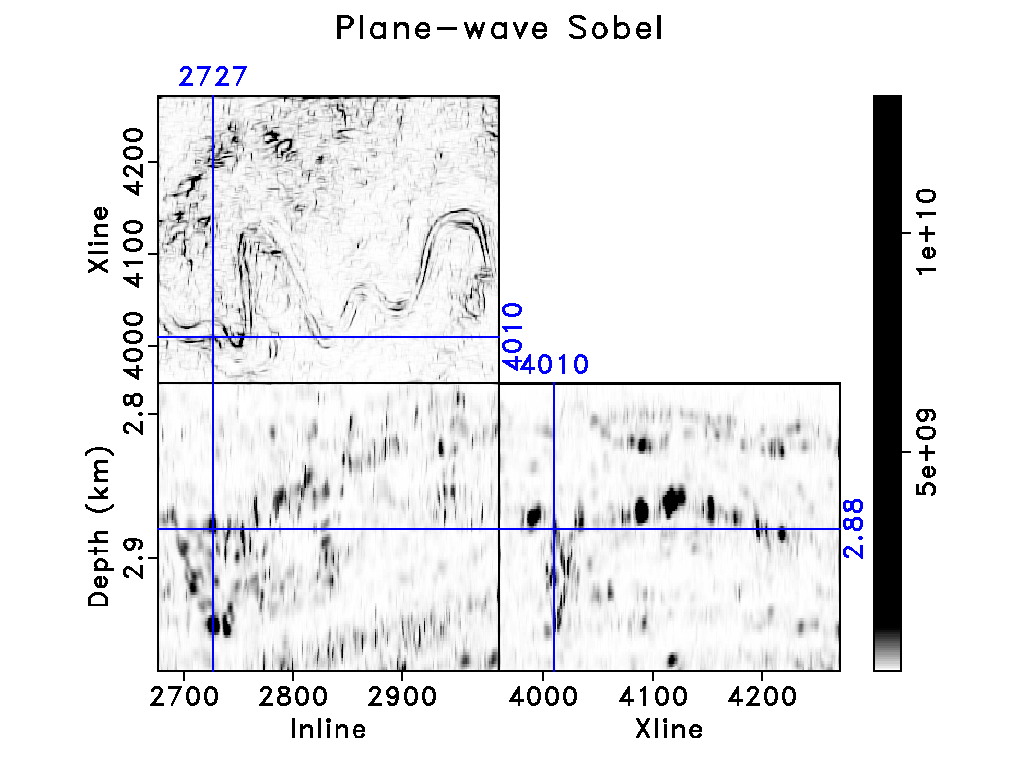 Plane-wave Sobel
2727
Xline
4200
4100
4000
4010
4010
1e+10
5e+09
Depth (km)
2.8
2.9
2.88
2700 2800 2900 4000 4100 4200
Inline Xline